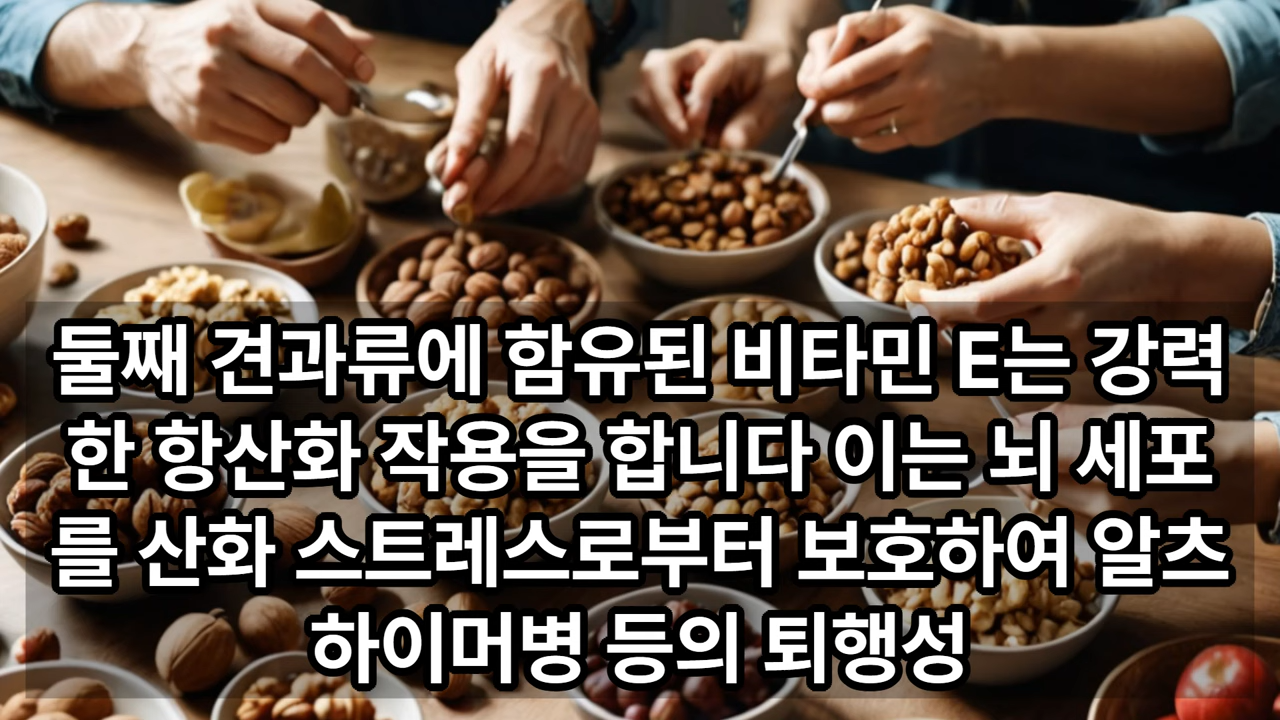 둘째 견과류에 함유된 비타민 E는 강력
한 항산화 작용을 합니다 이는 뇌 세포
를 산화 스트레스로부터 보호하여 알츠
하이머병 등의 퇴행성